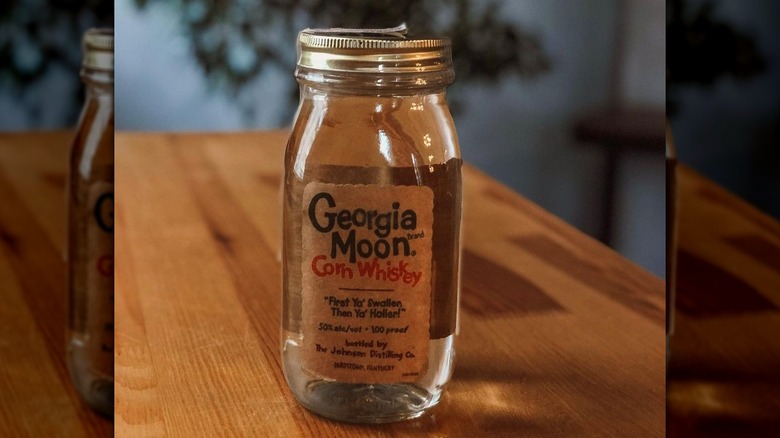 Georgia
Moon® Brand
Corn Whiskey
"First Ya' Swaller,
Then Ya' Holler!"
50% alc/vol • 100 proof
bottled by
The Johnson Distilling Co.
BARDSTOWN, KENTUCKY